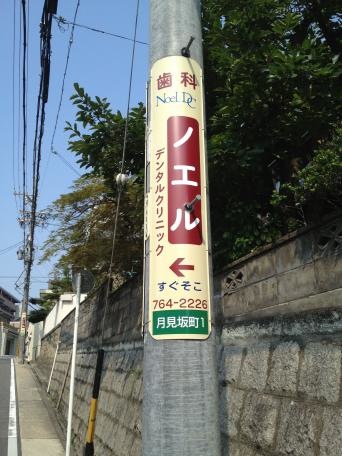 歯科
Noel DC
ノエル
デンタルクリニック
すぐそこ
764-2226
月見坂町1